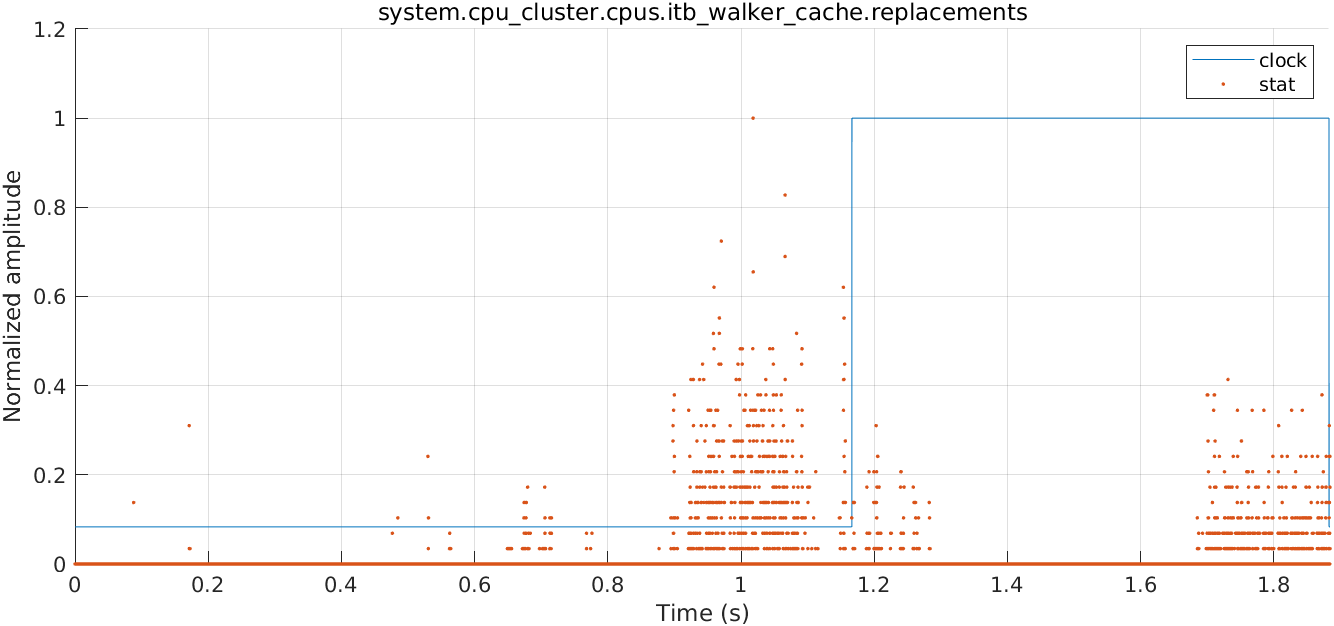 system.cpu_cluster.cpus.itb_walker_cache.replacements
1.2
1
0.8
0.6
0.4
0.2
0
Normalized amplitude
clock
stat
0 0.2 0.4 0.6 0.8 1 1.2 1.4 1.6 1.8
Time (s)